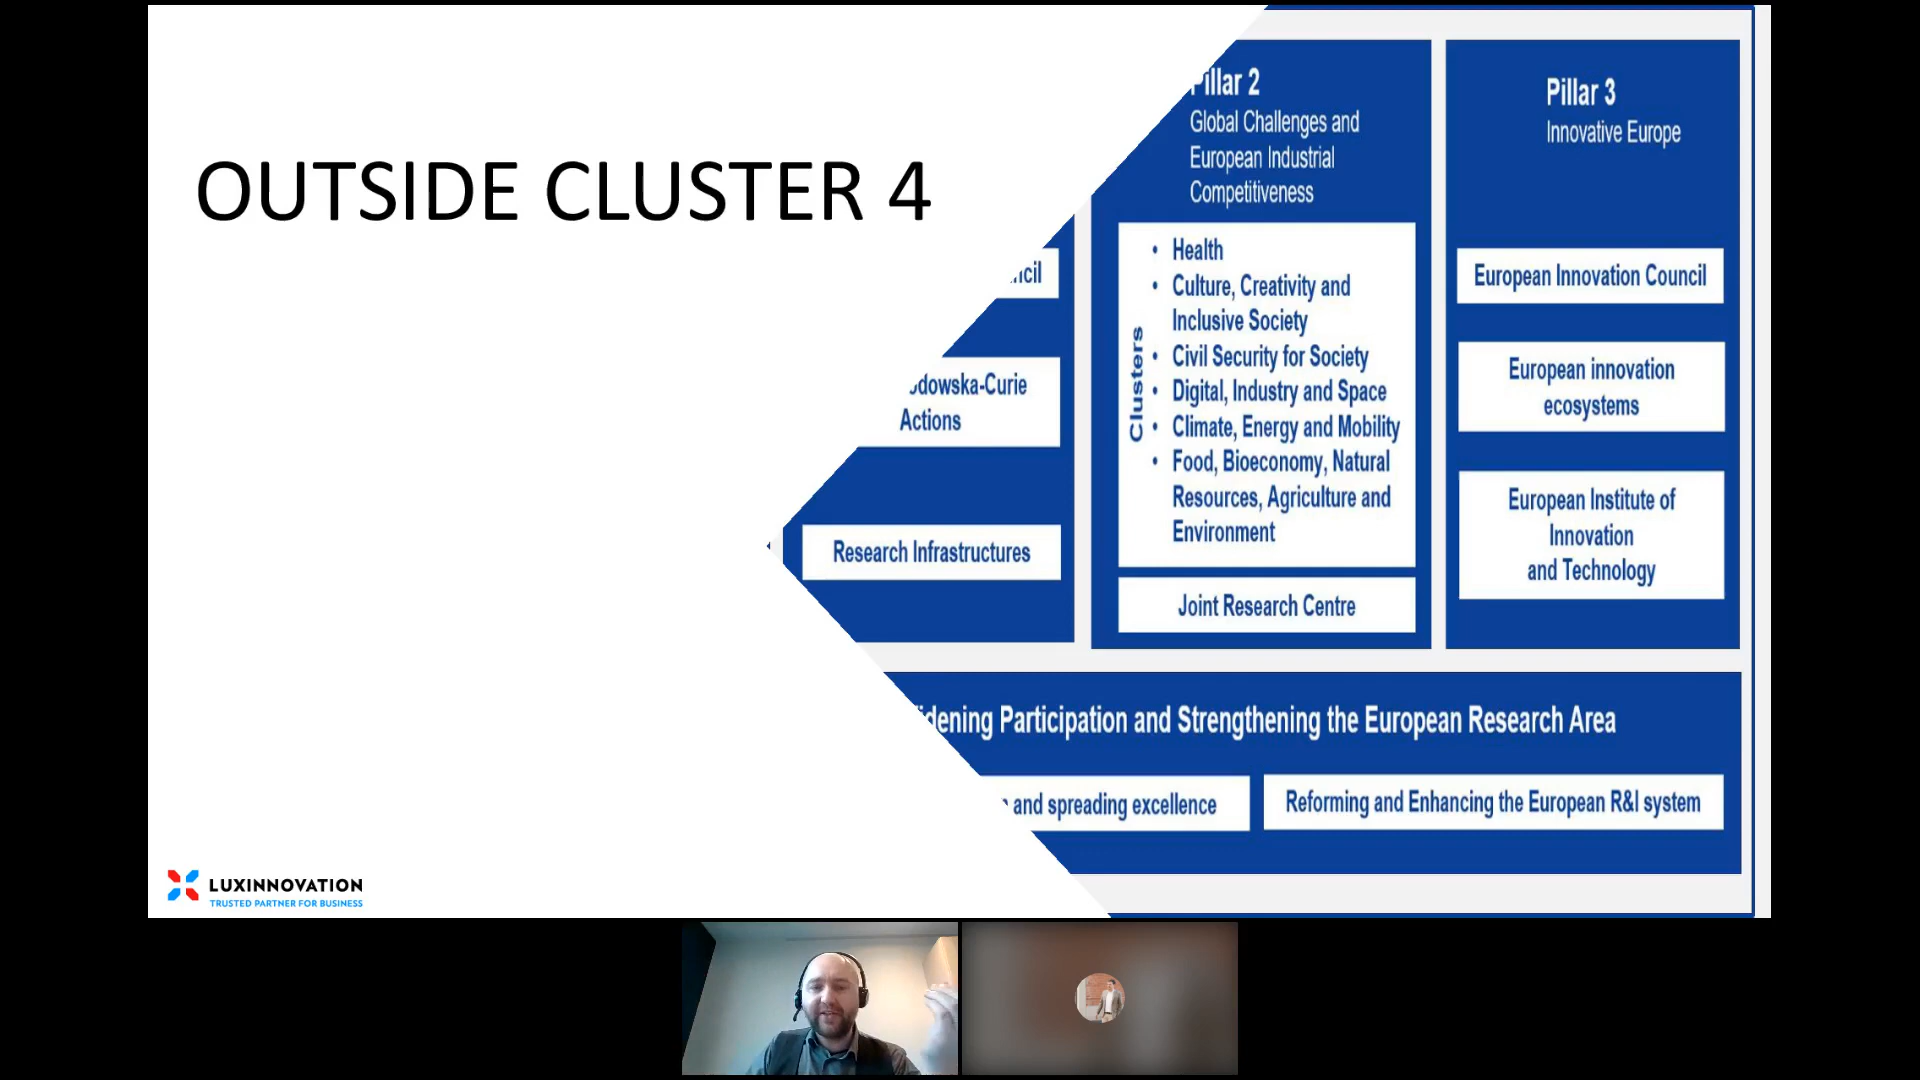 OUTSIDE CLUSTER 4
Actions
Research Infrastructures
Pillar 2
Global Challenges and
European Industrial
Competitiveness
Clusters
• Health
• Culture, Creativity and
Inclusive Society
• Civil Security for Society
• Digital, Industry and Space
• Climate, Energy and Mobility
• Food, Bioeconomy, Natural
Resources, Agriculture and
Environment
Joint Research Centre
Pillar 3
Innovative Europe
European Innovation Council
European innovation
ecosystems
European Institute of
Innovation
and Technology
Participation and Strengthening the European Research Area
and spreading excellence
Reforming and Enhancing the European R&I system
LUXINNOVATION
TRUSTED PARTNER FOR BUSINESS